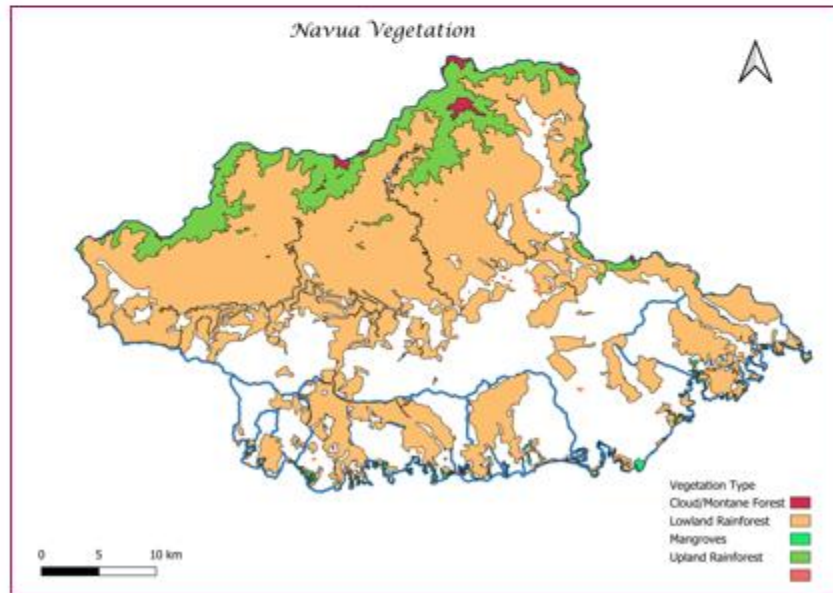 Navua Vegetation
Vegetation Type
Cloud/Montane Forest
Lowland Rainforest
Mangroves
Upland Rainforest
0 5 10 km